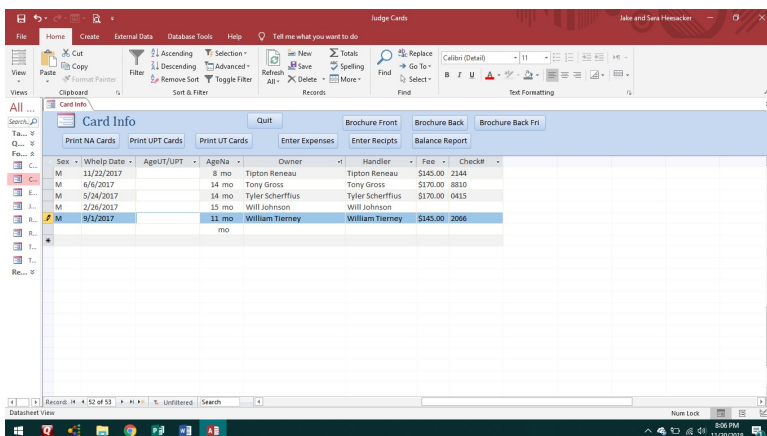 Judge Cards
Jake and Sara Heesacker
File Home Create External Data Database Tools Help Tell me what you want to do
View
Paste
Cut
Copy
Format Painter
Filter
Ascending
Descending
Remove Sort
Selection
Advanced
Toggle Filter
Refresh All
New
Save
Delete
Totals
Spelling
More
Find
Replace
Go To
Select
Calibri (Detail) 11
B I U A
Views Clipboard Sort & Filter Records Find Text Formatting
All ...
Card Info
Search..
Ta...
Q...
Fo...
C...
C...
E...
R...
R...
T...
T...
Re...
Card Info
Quit Brochure Front Brochure Back Brochure Back Fri
Print NA Cards Print UPT Cards Print UT Cards Enter Expenses Enter Recipts Balance Report
Sex Whelp Date AgeUT/UPT AgeNa Owner Handler Fee Check#
M 11/22/2017 8 mo Tipton Reneau Tipton Reneau $145.00 2144
M 6/6/2017 14 mo Tony Gross Tony Gross $170.00 8810
M 5/24/2017 14 mo Tyler Scherffius Tyler Scherffius $170.00 0415
M 2/26/2017 15 mo Will Johnson Will Johnson
M 9/1/2017 11 mo William Tierney William Tierney $145.00 2066
mo
Record: 52 of 53 Unfiltered Search
Datasheet View
Num Lock
8:06 PM
11/20/2018